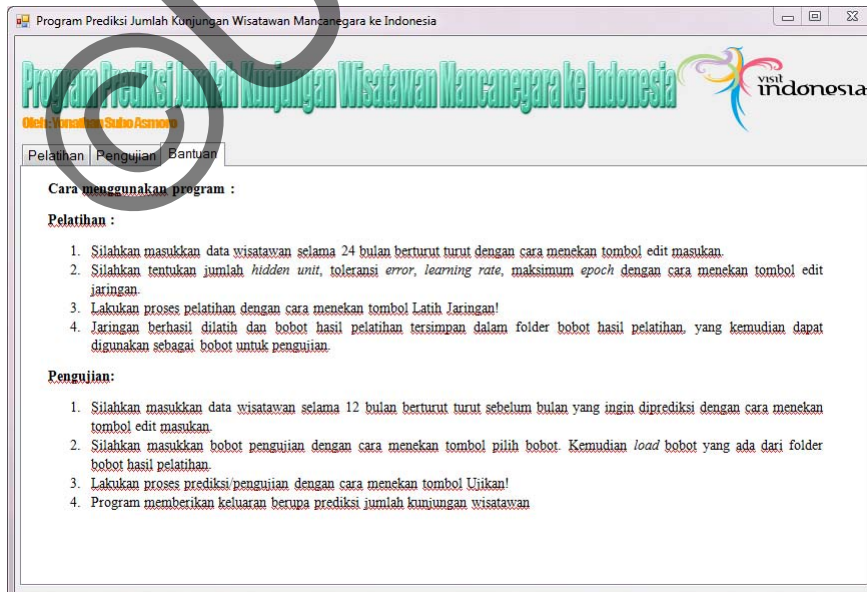 Program Prediksi Jumlah Kunjungan Wisatawan Mancanegara ke Indonesia
Program Prediksi Jumlah Kunjungan Wisatawan Mancanegara ke Indonesia
visit
indonesia
Oleh : Yonathan Subo Asmoro
Pelatihan Pengujian Bantuan
Cara menggunakan program :
Pelatihan :
1. Silahkan masukkan data wisatawan selama 24 bulan berturut turut dengan cara menekan tombol edit masukan.
2. Silahkan tentukan jumlah hidden unit, toleransi error, learning rate, maksimum epoch dengan cara menekan tombol edit
jaringan.
3. Lakukan proses pelatihan dengan cara menekan tombol Latih Jaringan!
4. Jaringan berhasil dilatih dan bobot hasil pelatihan tersimpan dalam folder bobot hasil pelatihan, yang kemudian dapat
digunakan sebagai bobot untuk pengujian.
Pengujian:
1. Silahkan masukkan data wisatawan selama 12 bulan berturut turut sebelum bulan yang ingin diprediksi dengan cara menekan
tombol edit masukan.
2. Silahkan masukkan bobot pengujian dengan cara menekan tombol pilih bobot. Kemudian load bobot yang ada dari folder
bobot hasil pelatihan.
3. Lakukan proses prediksi/pengujian dengan cara menekan tombol Ujikan!
4. Program memberikan keluaran berupa prediksi jumlah kunjungan wisatawan